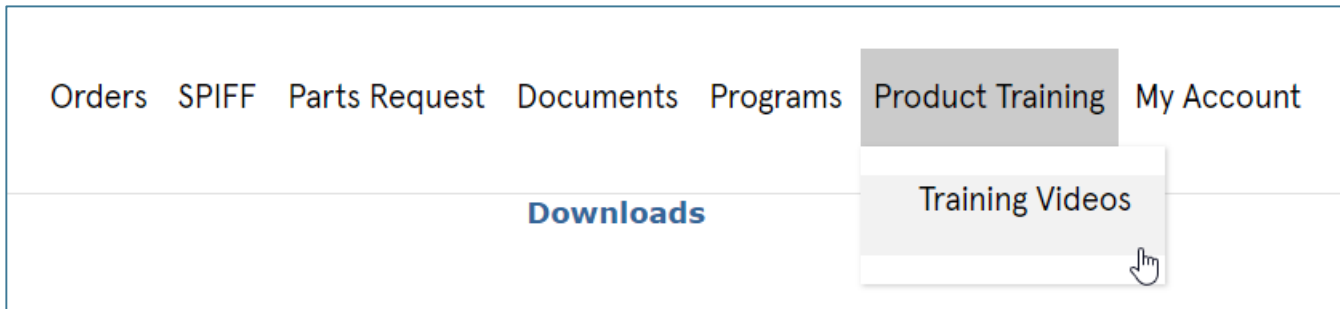 Orders SPIFF Parts Request Documents Programs Product Training My Account
Training Videos
Downloads